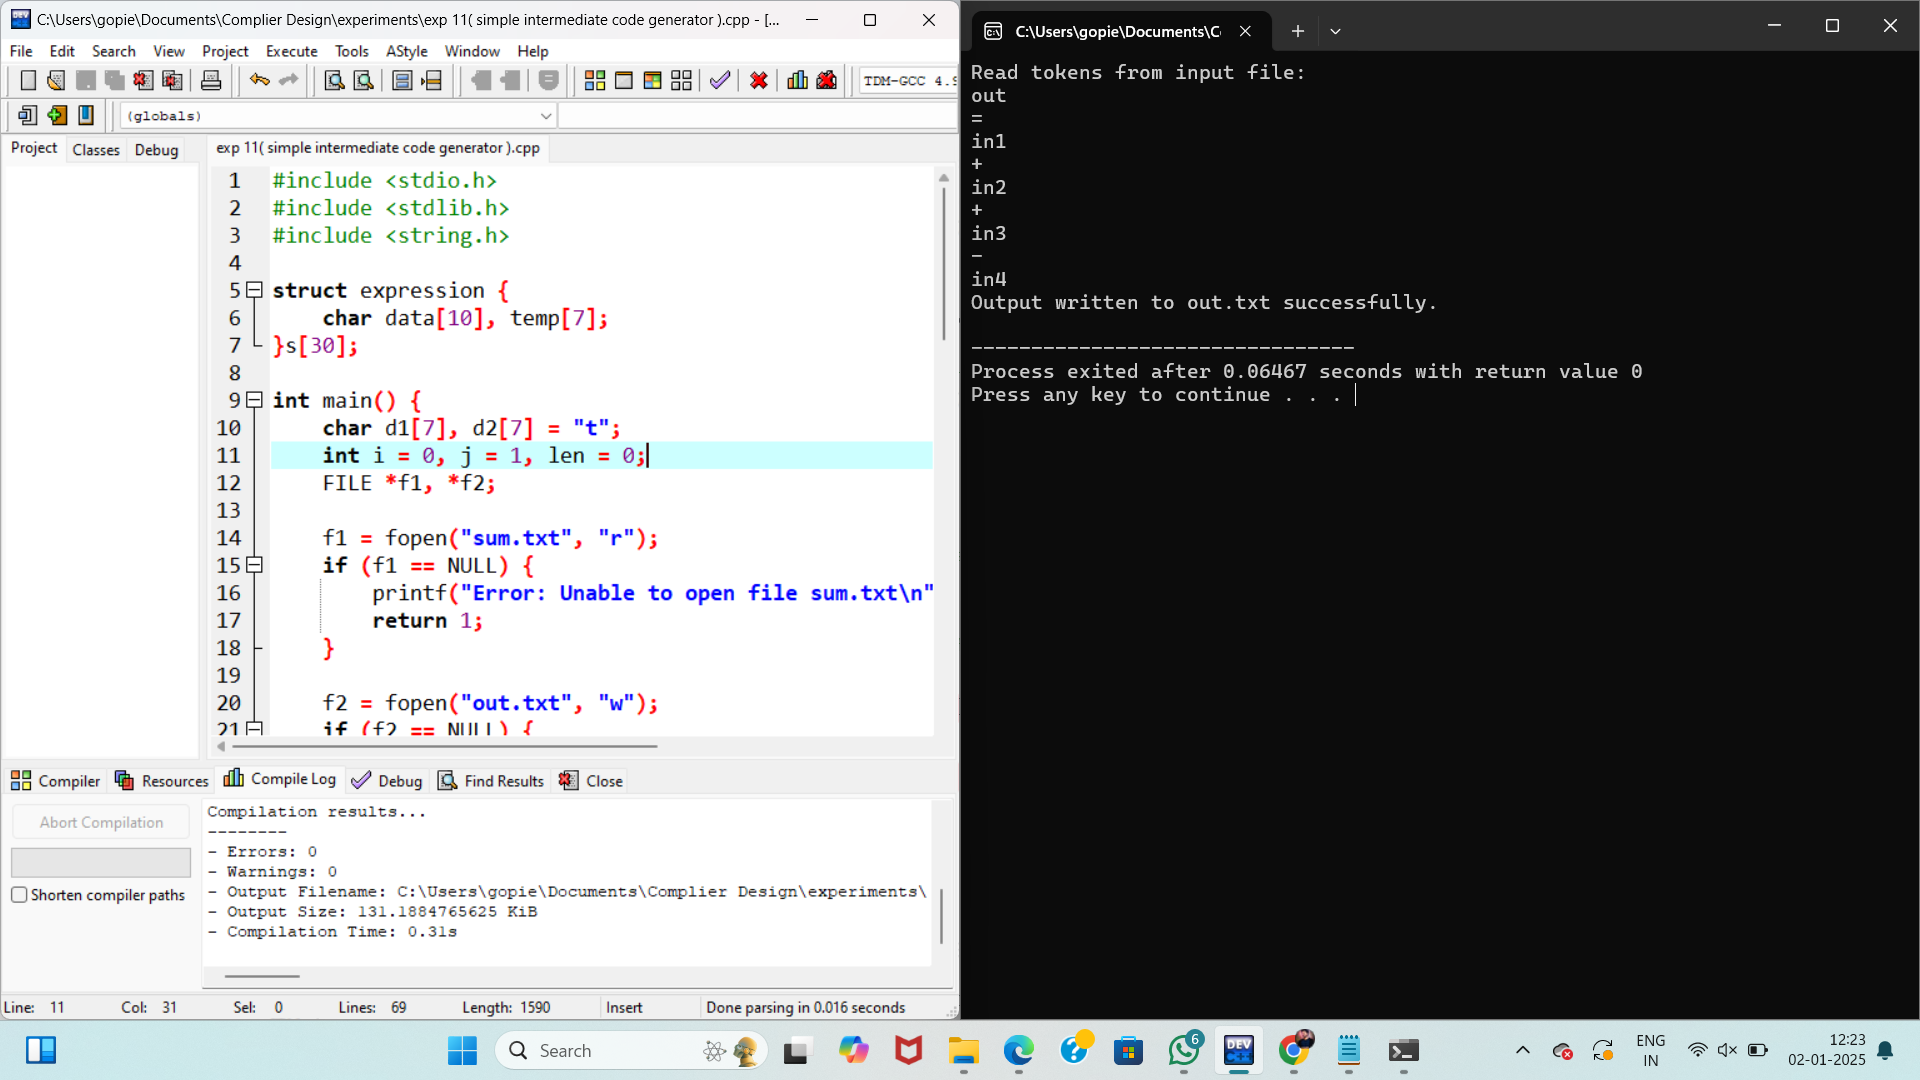 C:\Users\gopie\Documents\Complier Design\experiments\exp 11( simple intermediate code generator ).cpp - [...
File Edit Search View Project Execute Tools AStyle Window Help
TDM-GCC 4.9
(globals)
Project Classes Debug
exp 11( simple intermediate code generator ).cpp
1 #include <stdio.h>
2 #include <stdlib.h>
3 #include <string.h>
4
5 struct expression {
6 char data[10], temp[7];
7 }s[30];
8
9 int main() {
10 char d1[7], d2[7] = "t";
11 int i = 0, j = 1, len = 0;
12 FILE *f1, *f2;
13
14 f1 = fopen("sum.txt", "r");
15 if (f1 == NULL) {
16 printf("Error: Unable to open file sum.txt\n"
17 return 1;
18 }
19
20 f2 = fopen("out.txt", "w");
21 if (f2 == NULL) {
Compiler Resources Compile Log Debug Find Results Close
Abort Compilation
Shorten compiler paths
Compilation results...
--------
- Errors: 0
- Warnings: 0
- Output Filename: C:\Users\gopie\Documents\Complier Design\experiments\
- Output Size: 131.1884765625 KiB
- Compilation Time: 0.31s
Line: 11 Col: 31 Sel: 0 Lines: 69 Length: 1590 Insert Done parsing in 0.016 seconds
C:\Users\gopie\Documents\Co
Read tokens from input file:
out
=
in1
+
in2
+
in3
-
in4
Output written to out.txt successfully.
--------------------------------
Process exited after 0.06467 seconds with return value 0
Press any key to continue . . .
Search
6
DEV
C++
ENG
IN
12:23
02-01-2025